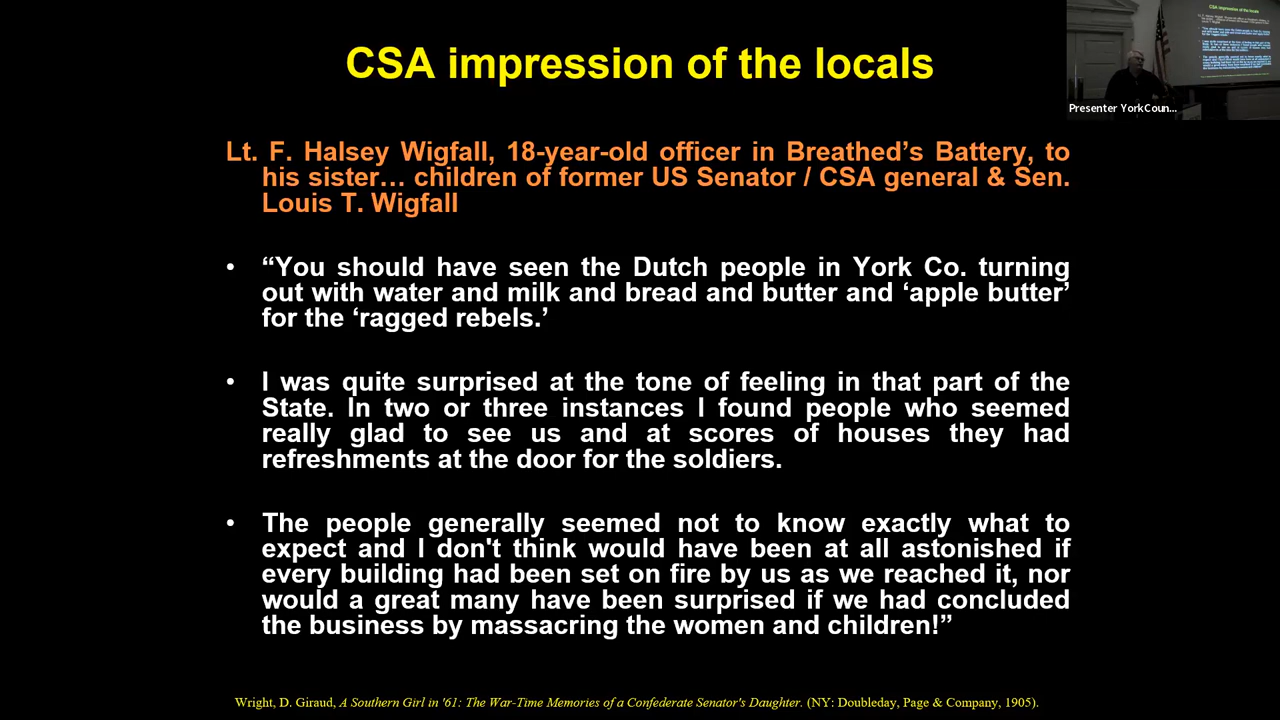 CSA impression of the locals
Lt. F. Halsey Wigfall, 18-year-old officer in Breathed’s Battery, to
his sister… children of former US Senator / CSA general & Sen.
Louis T. Wigfall
• “You should have seen the Dutch people in York Co. turning
out with water and milk and bread and butter and ‘apple butter’
for the ‘ragged rebels.’
• I was quite surprised at the tone of feeling in that part of the
State. In two or three instances I found people who seemed
really glad to see us and at scores of houses they had
refreshments at the door for the soldiers.
• The people generally seemed not to know exactly what to
expect and I don't think would have been at all astonished if
every building had been set on fire by us as we reached it, nor
would a great many have been surprised if we had concluded
the business by massacring the women and children!”
Wright, D. Giraud, A Southern Girl in '61: The War-Time Memories of a Confederate Senator's Daughter. (NY: Doubleday, Page & Company, 1905).
CSA impression of the locals
Presenter YorkCoun...